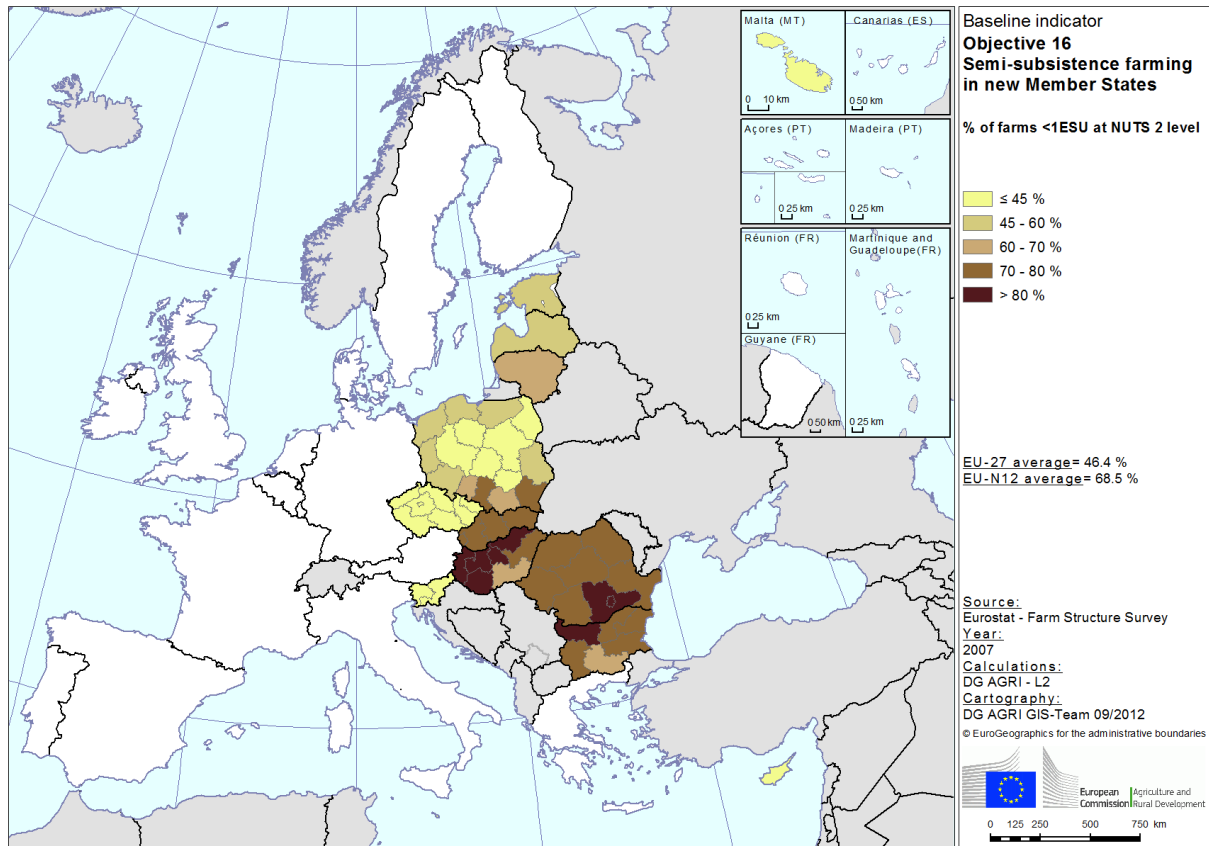 Malta (MT)
0 10 km
Canarias (ES)
0 50 km
Açores (PT)
0 25 km
Madeira (PT)
0 25 km
Réunion (FR)
0 25 km
Martinique and
Guadeloupe(FR)
0 25 km
Guyane (FR)
0 50 km
Baseline indicator
Objective 16
Semi-subsistence farming
in new Member States
% of farms <1ESU at NUTS 2 level
≤ 45 %
45 - 60 %
60 - 70 %
70 - 80 %
> 80 %
EU-27 average= 46.4 %
EU-N12 average= 68.5 %
Source:
Eurostat - Farm Structure Survey
Year:
2007
Calculations:
DG AGRI - L2
Cartography:
DG AGRI GIS-Team 09/2012
© EuroGeographics for the administrative boundaries
European
Commission
Agriculture and
Rural Development
0 125 250 500 750 km